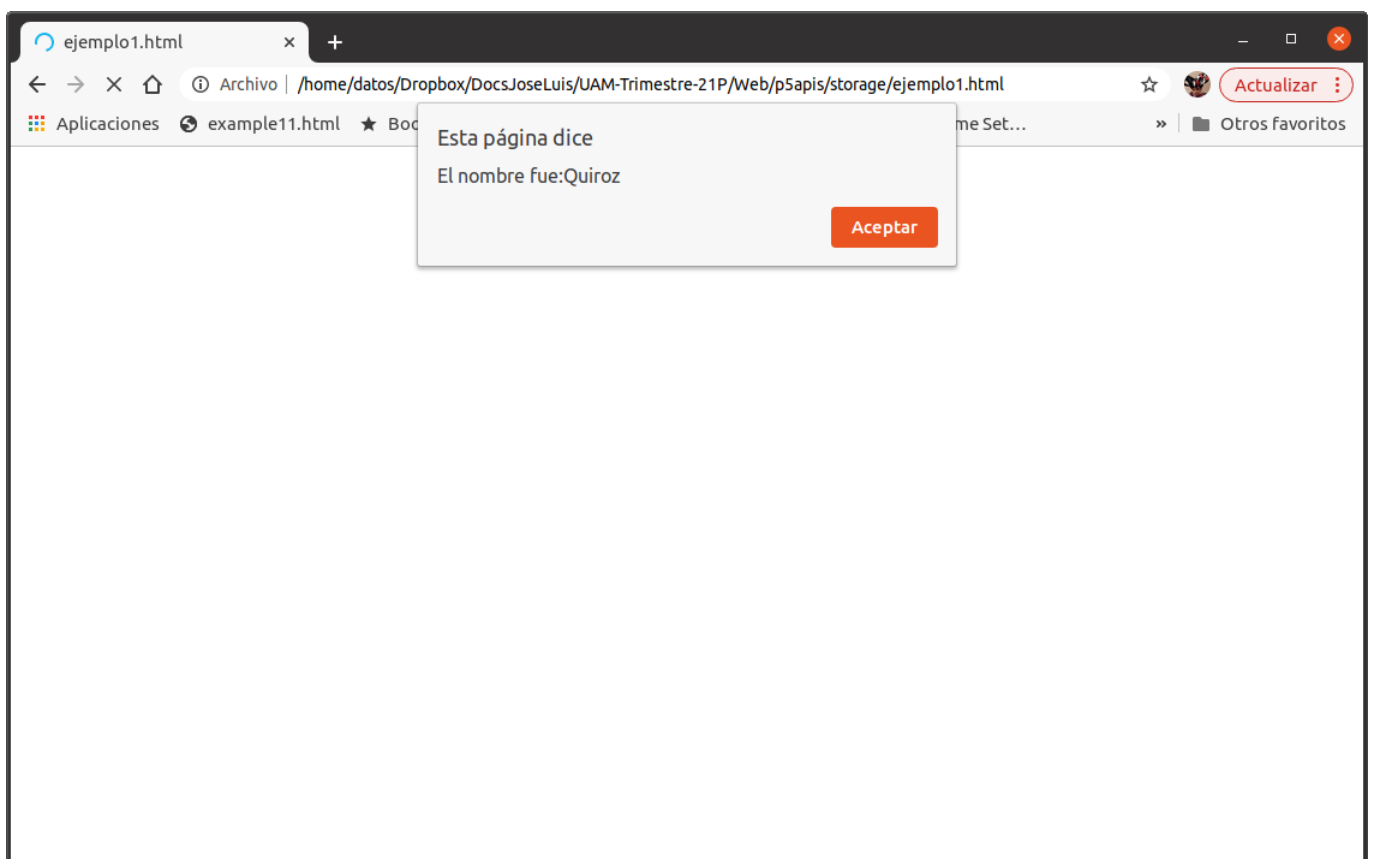 ejemplo1.html
Archivo | /home/datos/Dropbox/DocsJoseLuis/UAM-Trimestre-21P/Web/p5apis/storage/ejemplo1.html
Actualizar
Aplicaciones example11.html me Set... » Otros favoritos
Esta página dice
El nombre fue:Quiroz
Aceptar